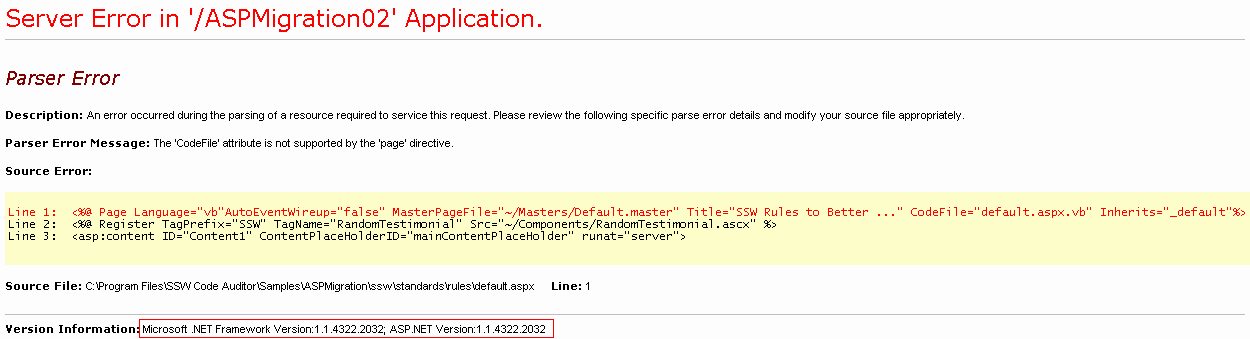 Server Error in '/ASPMigration02' Application.
Parser Error
Description: An error occurred during the parsing of a resource required to service this request. Please review the following specific parse error details and modify your source file appropriately.
Parser Error Message: The 'CodeFile' attribute is not supported by the 'page' directive.
Source Error:
Line 1:  <%@ Page Language="vb"AutoEventWireup="false" MasterPageFile="~/Masters/Default.master" Title="SSW Rules to Better ..." CodeFile="default.aspx.vb" Inherits="_default"%>
Line 2:  <%@ Register TagPrefix="SSW" TagName="RandomTestimonial" Src="~/Components/RandomTestimonial.ascx" %>
Line 3:  <asp:content ID="Content1" ContentPlaceHolderID="mainContentPlaceHolder" runat="server">
Source File: C:\Program Files\SSW Code Auditor\Samples\ASPMigration\ssw\standards\rules\default.aspx    Line: 1
Version Information: Microsoft .NET Framework Version:1.1.4322.2032; ASP.NET Version:1.1.4322.2032